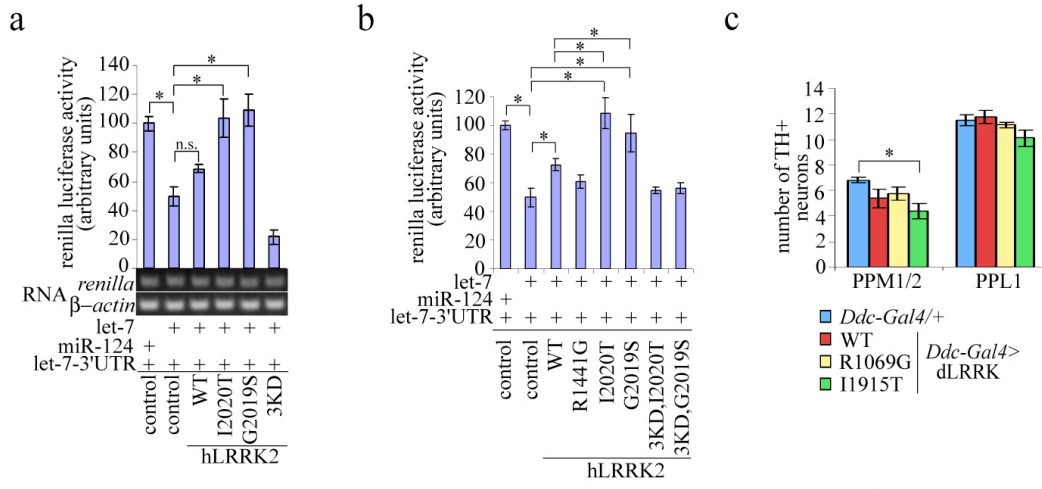 a
renilla luciferase activity
(arbitrary units)
140
120
100
80
60
40
20
0
*
n.s.
*
*
RNA
renilla
β-actin
let-7 + + + + +
miR-124 +
let-7-3'UTR + + + + + +
control
control
WT
I2020T
G2019S
3KD
hLRRK2
b
renilla luciferase activity
(arbitrary units)
120
100
80
60
40
20
0
*
*
*
*
*
*
let-7 + + + + + + +
miR-124 +
let-7-3'UTR + + + + + + + +
control
control
WT
R1441G
I2020T
G2019S
3KD,I2020T
3KD,G2019S
hLRRK2
c
number of TH+
neurons
14
12
10
8
6
4
2
0
*
PPM1/2 PPL1
Ddc-Gal4/+
WT
R1069G
I1915T
Ddc-Gal4>
dLRRK